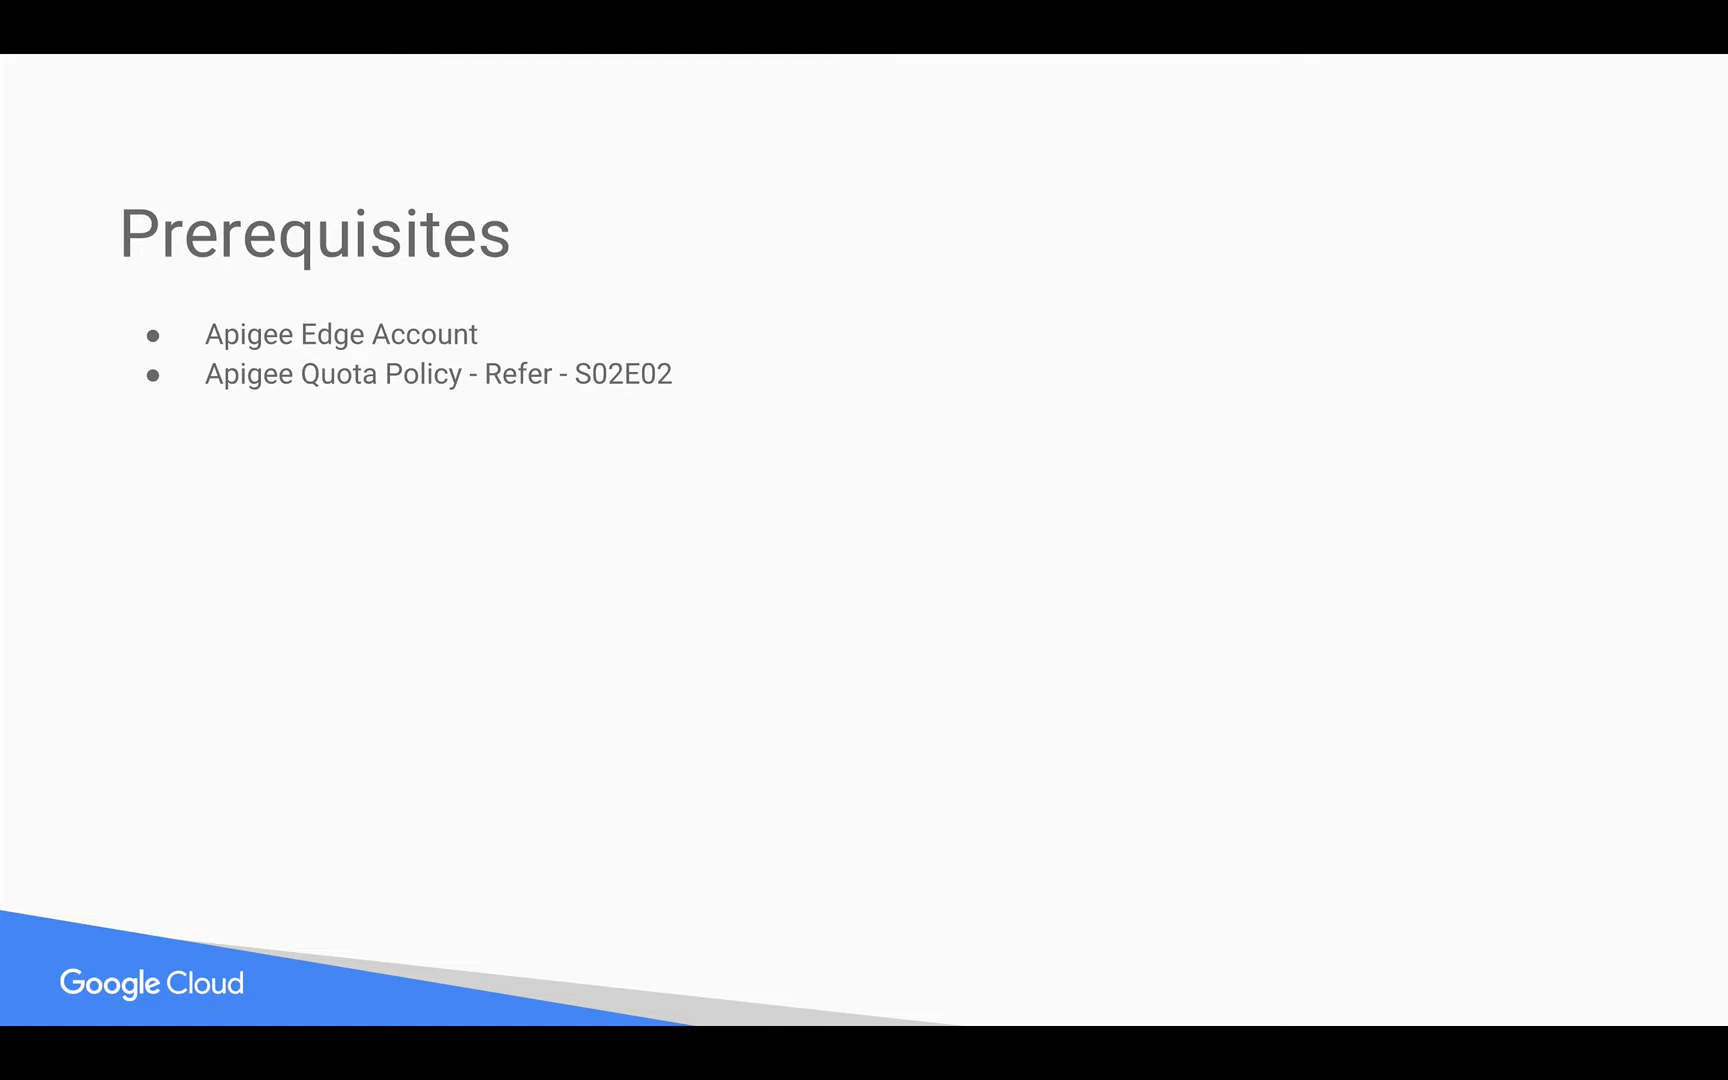 Prerequisites
● Apigee Edge Account
● Apigee Quota Policy - Refer - S02E02
Google Cloud